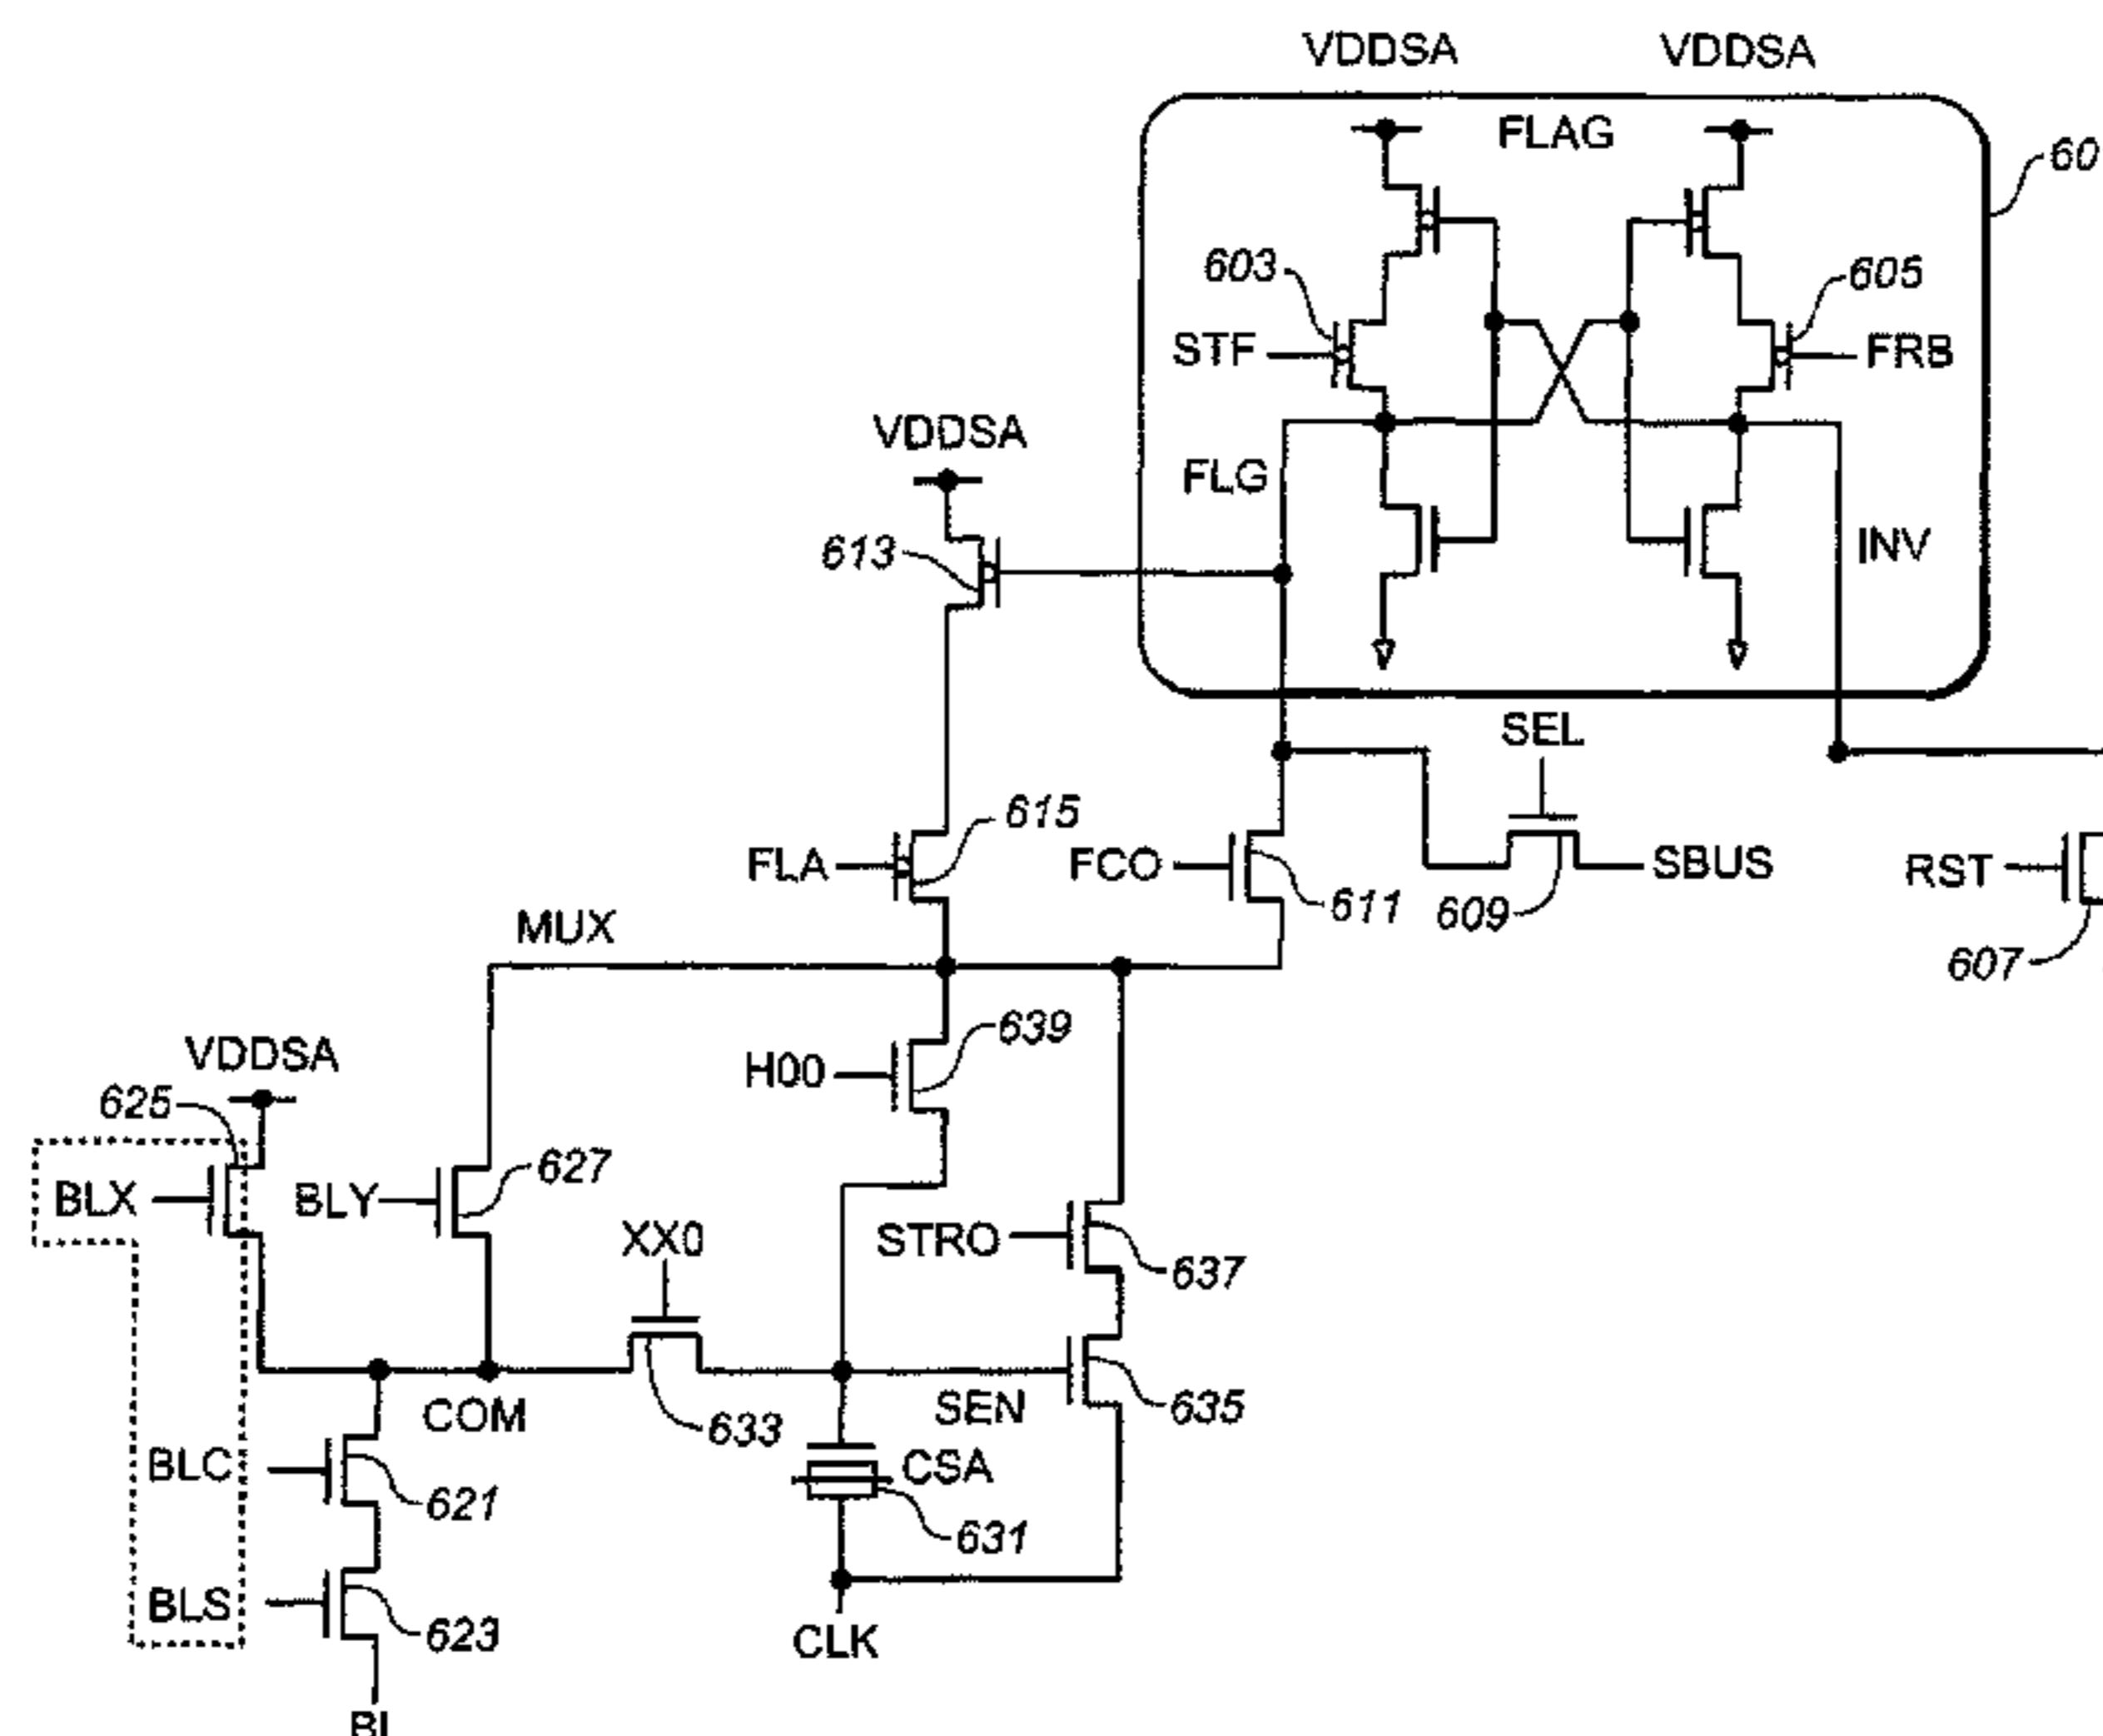 VDDSA VDDSA
FLAG
60
603
605
STF
FRB
VDDSA
FLG
613
INV
SEL
615
FLA
FCO
SBUS
RST
611
609
607
MUX
639
H00
VDDSA
625
627
BLX
BLY
XX0
STRO
637
COM
SEN
635
633
BLC
CSA
621
631
BLS
623
CLK